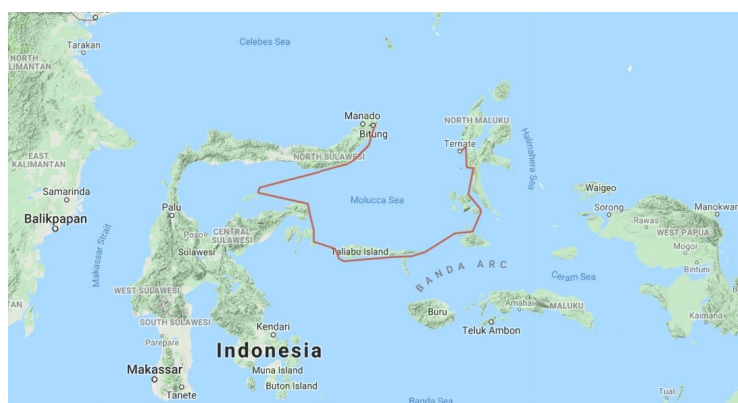 Tarakan
Celebes Sea
NORTH
KALIMANTAN
Manado
Bitung
NORTH MALUKU
Ternate
Halmahera Sea
NORTH SULAWESI
EAST
KALIMANTAN
Samarinda
Balikpapan
Makassar Strait
Palu
Poso
CENTRAL
SULAWESI
Sulawesi
Molucca Sea
Waigeo
Sorong
Manokwar
Rawas
WEST PAPUA
Mogoi
Bintuni
Taliabu Island
BANDA ARC
Ceram Sea
WEST SULAWESI
SOUTH SULAWESI
Parepare
Kendari
Buru
Amahai
MALUKU
Teluk Ambon
Kaimana
Indonesia
Makassar
Muna Island
Buton Island
Tanete
Banda Sea
Tual